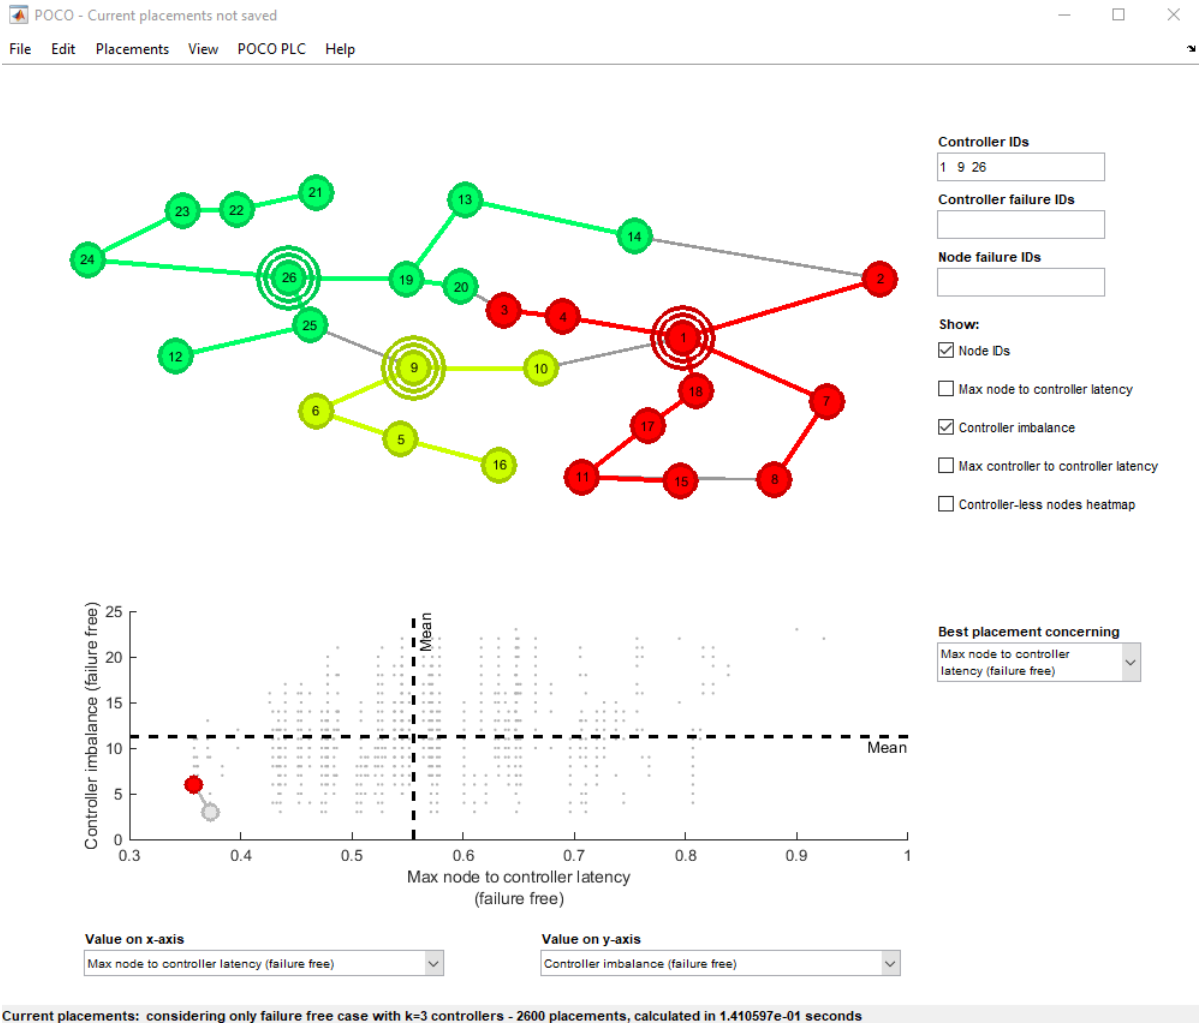 POCO - Current placements not saved
File Edit Placements View POCO PLC Help
Controller IDs
1 9 26
Controller failure IDs
Node failure IDs
Show:
Node IDs
Max node to controller latency
Controller imbalance
Max controller to controller latency
Controller-less nodes heatmap
21
23 22
13
14
24
26 19 20
2
3 4
25
1
12
9 10
18
7
6
17
5
16
11 15 8
Controller imbalance (failure free)
25
20
15
10
5
0
Mean
Mean
0.3 0.4 0.5 0.6 0.7 0.8 0.9 1
Max node to controller latency
(failure free)
Best placement concerning
Max node to controller
latency (failure free)
Value on x-axis
Max node to controller latency (failure free)
Value on y-axis
Controller imbalance (failure free)
Current placements: considering only failure free case with k=3 controllers - 2600 placements, calculated in 1.410597e-01 seconds